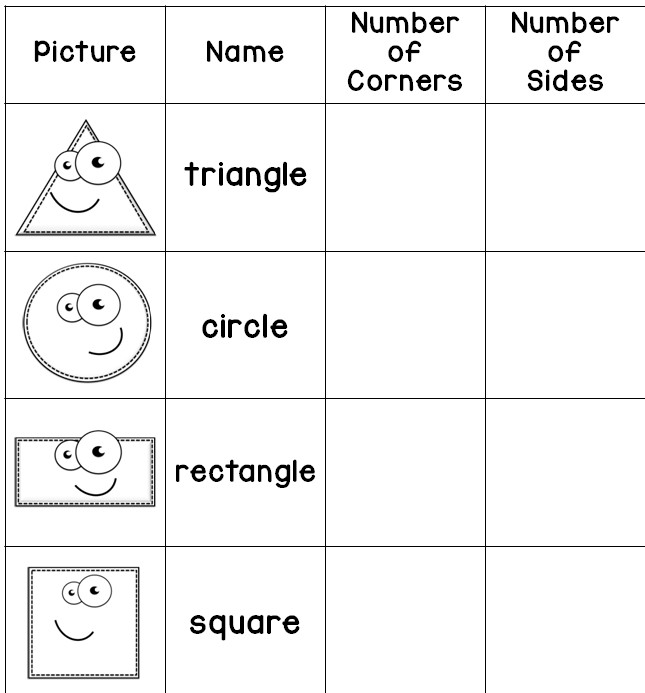 Picture
Name
Number
of
Corners
Number
of
Sides
triangle
circle
rectangle
square